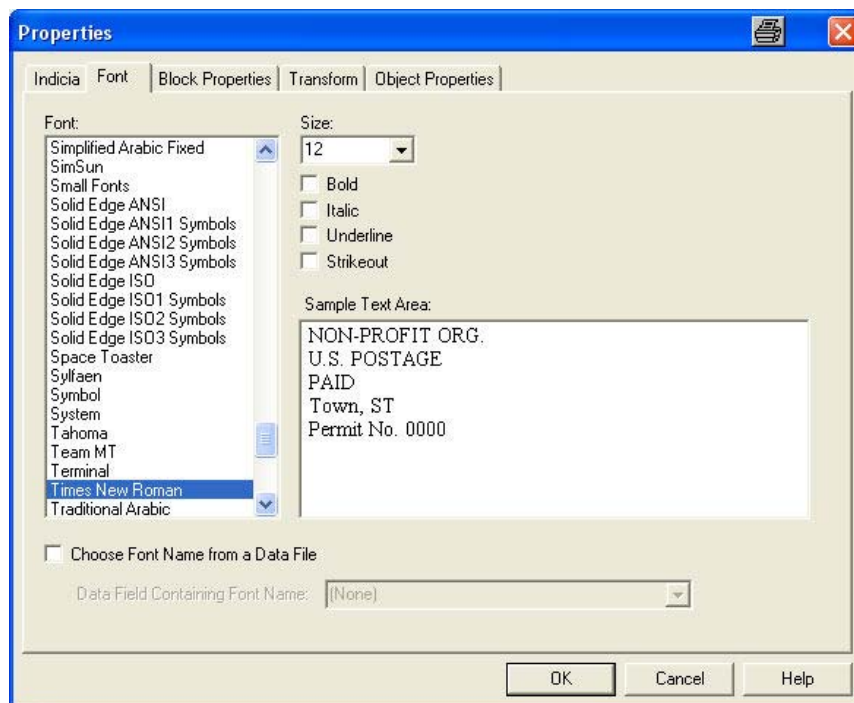 Properties
Indicia Font Block Properties Transform Object Properties
Font:
Simplified Arabic Fixed
SimSun
Small Fonts
Solid Edge ANSI
Solid Edge ANSI1 Symbols
Solid Edge ANSI2 Symbols
Solid Edge ANSI3 Symbols
Solid Edge ISO
Solid Edge ISO1 Symbols
Solid Edge ISO2 Symbols
Solid Edge ISO3 Symbols
Space Toaster
Sylfaen
Symbol
System
Tahoma
Team MT
Terminal
Times New Roman
Traditional Arabic
Size:
12
Bold
Italic
Underline
Strikeout
Sample Text Area:
NON-PROFIT ORG.
U.S. POSTAGE
PAID
Town, ST
Permit No. 0000
Choose Font Name from a Data File
Data Field Containing Font Name: (None)
OK Cancel Help